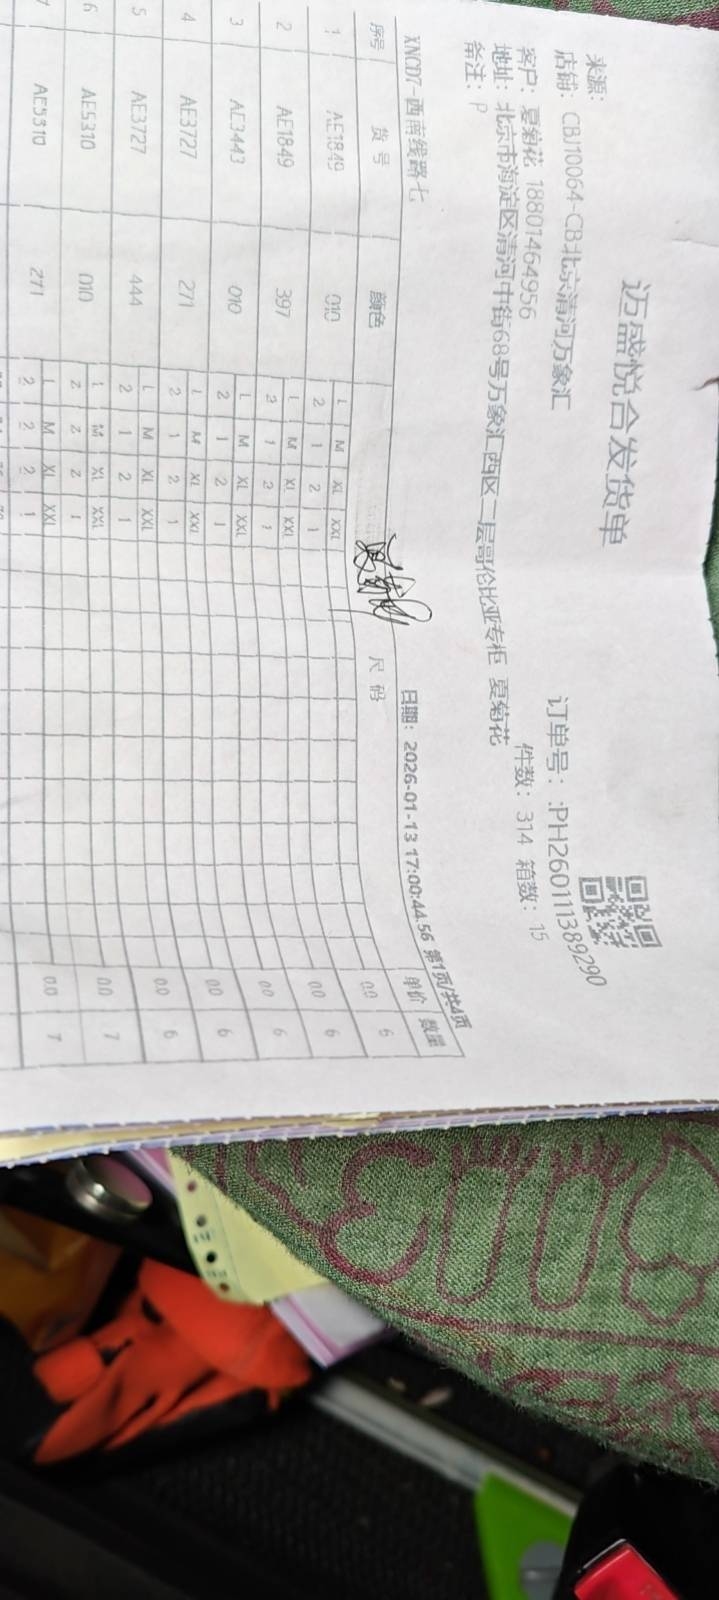 迈盛悦合发货单
来源:
店铺: CBJ10064-CB北京清河万象汇
订单号: :PH260111389290
客户: 夏菊花 18801464956
件数: 314 箱数: 15
地址: 北京市海淀区清河中街68号万象汇西区二层哥伦比亚专柜 夏菊花
备注: P
XNCD7-西南线路七
日期: 2026-01-13 17:00:44.56 第1页/共4页
序号 货号 颜色 尺码 单价 数量
L M XL XXL
1 AE1849 010 2 1 2 1 0.0 6
L M XL XXL
2 AE1849 397 2 1 2 1 0.0 6
L M XL XXL
3 AE3443 010 2 1 2 1 0.0 6
L M XL XXL
4 AE3727 271 2 1 2 1 0.0 6
L M XL XXL
5 AE3727 444 2 1 2 1 0.0 6
L M XL XXL
6 AE5310 010 2 2 2 1 0.0 7
L M XL XXL
7 AE5310 271 2 2 2 1 0.0 7